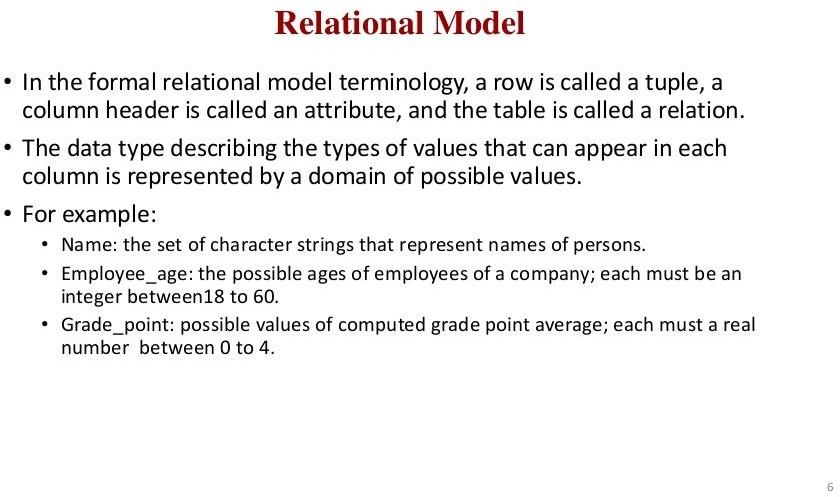 Relational Model
• In the formal relational model terminology, a row is called a tuple, a
column header is called an attribute, and the table is called a relation.
• The data type describing the types of values that can appear in each
column is represented by a domain of possible values.
• For example:
• Name: the set of character strings that represent names of persons.
• Employee_age: the possible ages of employees of a company; each must be an
integer between18 to 60.
• Grade_point: possible values of computed grade point average; each must a real
number  between 0 to 4.
6